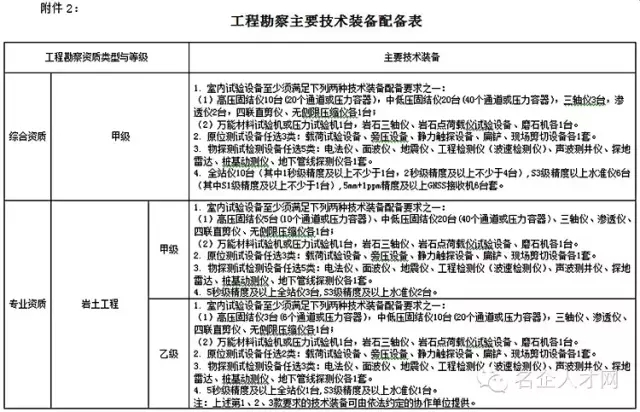 附件2：
工程勘察主要技术装备配备表
工程勘察资质类型与等级
主要技术装备
综合资质
甲级
1. 室内试验设备至少须满足下列两种技术装备配备要求之一：
（1）高压固结仪10台(20个通道或压力容器)，中低压固结仪20台(40个通道或压力容器)，三轴仪3台，渗
透仪2台，四联直剪仪、无侧限压缩仪各1台；
（2）万能材料试验机或压力试验机1台，岩石三轴仪、岩石点荷载仪试验设备、磨石机各1台。
2. 原位测试设备任选3类：载荷试验设备、旁压设备、静力触探设备、扁铲、现场剪切设备各1套。
3. 物探测试检测设备任选5类：电法仪、面波仪、地震仪、工程检测仪（波速检测仪）、声波测井仪、探地
雷达、桩基动测仪、地下管线探测仪各1套。
4. 全站仪10台（其中1秒级精度及以上不少于1台，2秒级精度及以上不少于4台），S3级精度以上水准仪6台
（其中S1级精度及以上不少于1台），5mm+1ppm精度及以上GNSS接收机6台套。
专业资质
岩土工程
甲级
1. 室内试验设备至少须满足下列两种技术装备配备要求之一：
（1）高压固结仪5台(10个通道或压力容器)、中低压固结仪20台(40个通道或压力容器)、三轴仪、渗透仪、
四联直剪仪、无侧限压缩仪各1台；
（2）万能材料试验机或压力试验机1台，岩石三轴仪、岩石点荷载仪试验设备、磨石机各1台。
2. 原位测试设备任选3类：载荷试验设备、旁压设备、静力触探设备、扁铲、现场剪切设备各1套。
3. 物探测试检测设备任选3类：电法仪、面波仪、地震仪、工程检测仪（波速检测仪）、声波测井仪、探地
雷达、桩基动测仪、地下管线探测仪各1套。
4. 5秒级精度及以上全站仪3台，S3级精度及以上水准仪2台。
乙级
1. 室内试验设备至少须满足下列两种技术装备配备要求之一：
（1）高压固结仪3台(6个通道或压力容器)，中低压固结仪10台(20个通道或压力容器)，三轴仪、渗透仪、
四联直剪仪、无侧限压缩仪各1台；
（2）万能材料试验机或压力试验机1台，岩石三轴仪、岩石点荷载仪试验设备、磨石机各1套。
2. 原位测试设备任选2类：载荷试验设备、旁压设备、静力触探设备、扁铲、现场剪切设备各1套。
3. 物探测试检测设备任选3类：电法仪、面波仪、地震仪、工程检测仪（波速检测仪）、声波测井仪、探地
雷达、桩基动测仪、地下管线探测仪各1套。
4. 5秒级精度及以上全站仪1台，S3级精度及以上水准仪1台。
注：上述第1、2、3款要求的技术装备可由依法约定的协作单位提供。
名企人才网